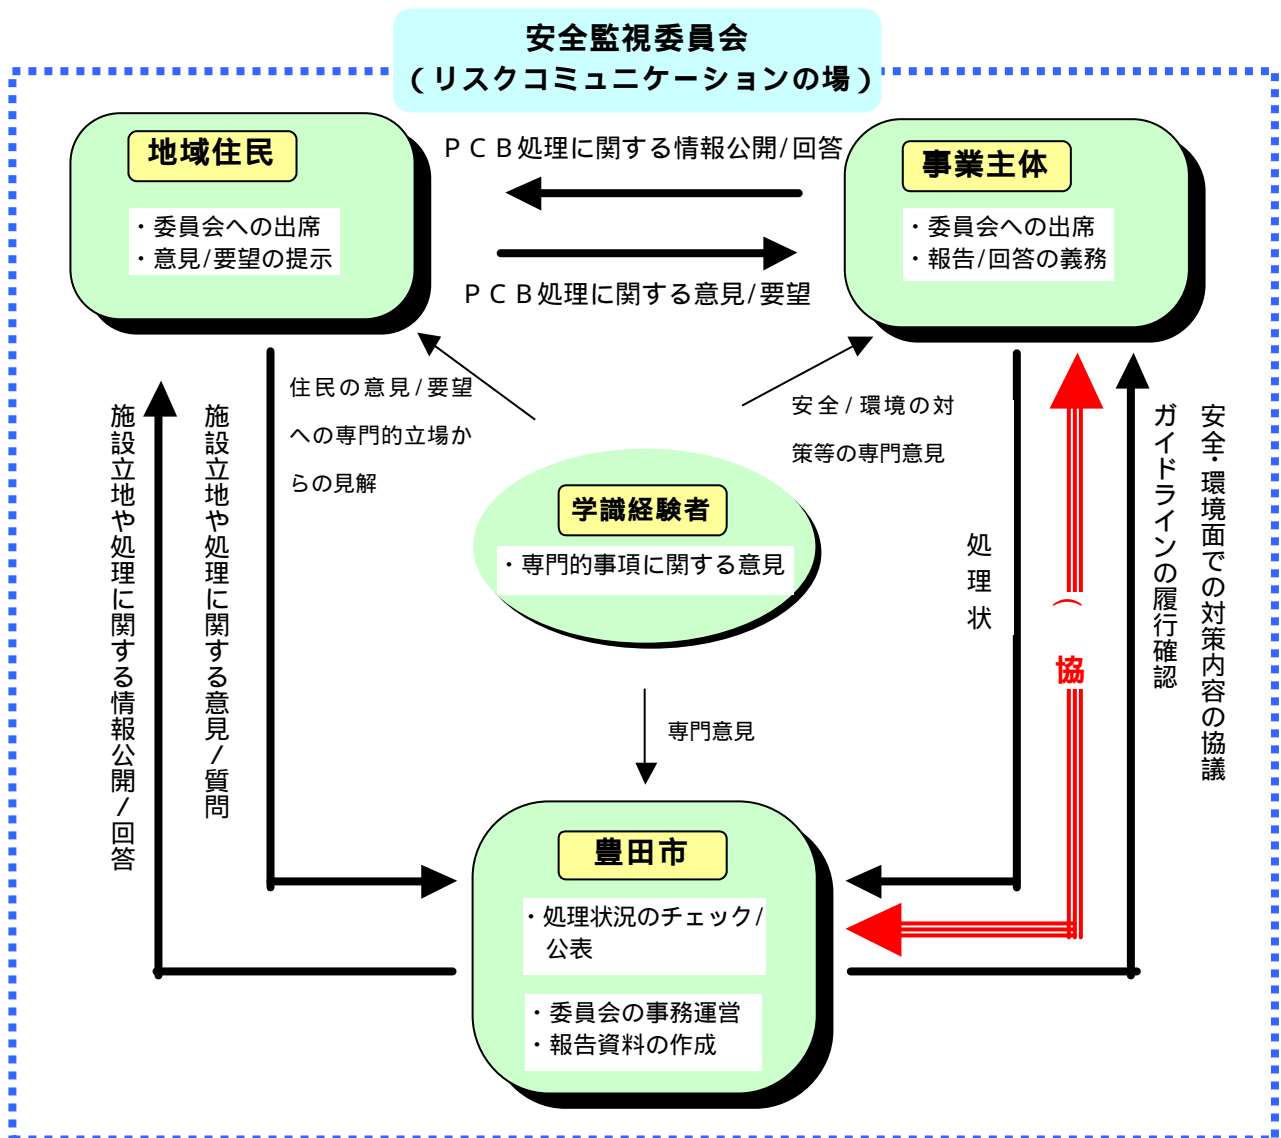 安全監視委員会
（リスクコミュニケーションの場）
地域住民
・委員会への出席
・意見/要望の提示
ＰＣＢ処理に関する情報公開/回答
ＰＣＢ処理に関する意見/要望
事業主体
・委員会への出席
・報告/回答の義務
住民の意見/要望
への専門的立場か
らの見解
安全/環境の対
策等の専門意見
学識経験者
・専門的事項に関する意見
専門意見
施設立地や処理に関する情報公開/回答
施設立地や処理に関する意見/質問
処理状
（協
ガイドラインの履行確認
安全・環境面での対策内容の協議
豊田市
・処理状況のチェック/
公表
・委員会の事務運営
・報告資料の作成